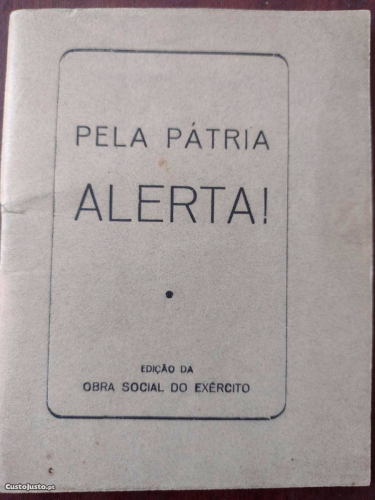 PELA PÁTRIA
ALERTA!
EDIÇÃO DA
OBRA SOCIAL DO EXÉRCITO
CustoJusto.pt